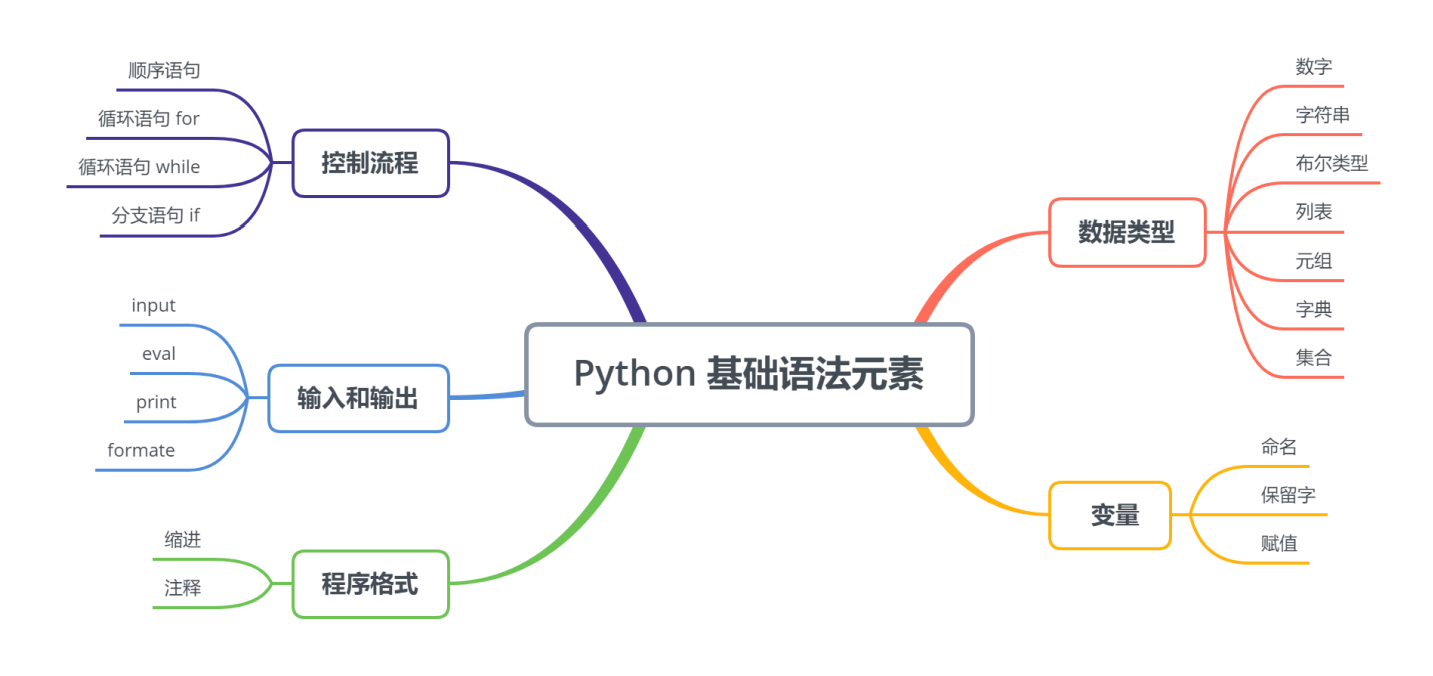 Python 基础语法元素
控制流程
顺序语句
循环语句 for
循环语句 while
分支语句 if
输入和输出
input
eval
print
formate
程序格式
缩进
注释
数据类型
数字
字符串
布尔类型
列表
元组
字典
集合
变量
命名
保留字
赋值